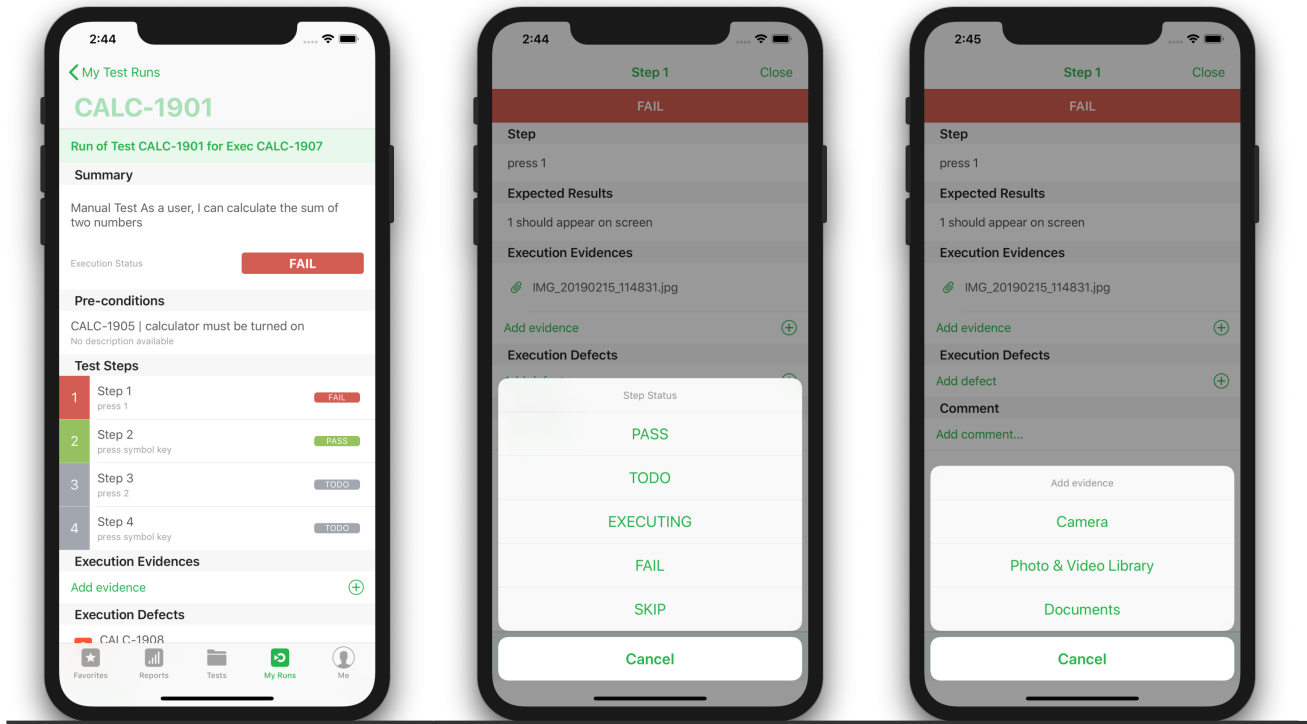 2:44
My Test Runs
CALC-1901
Run of Test CALC-1901 for Exec CALC-1907
Summary
Manual Test As a user, I can calculate the sum of
two numbers
Execution Status
FAIL
Pre-conditions
CALC-1905 | calculator must be turned on
No description available
Test Steps
1
Step 1
press 1
FAIL
2
Step 2
press symbol key
PASS
3
Step 3
press 2
TODO
4
Step 4
press symbol key
TODO
Execution Evidences
Add evidence
Execution Defects
CALC-1908
Favorites
Reports
Tests
My Runs
Me
2:44
Step 1
Close
FAIL
Step
press 1
Expected Results
1 should appear on screen
Execution Evidences
IMG_20190215_114831.jpg
Add evidence
Execution Defects
Add defect
Step Status
PASS
TODO
EXECUTING
FAIL
SKIP
Cancel
2:45
Step 1
Close
FAIL
Step
press 1
Expected Results
1 should appear on screen
Execution Evidences
IMG_20190215_114831.jpg
Add evidence
Execution Defects
Add defect
Comment
Add comment...
Add evidence
Camera
Photo & Video Library
Documents
Cancel